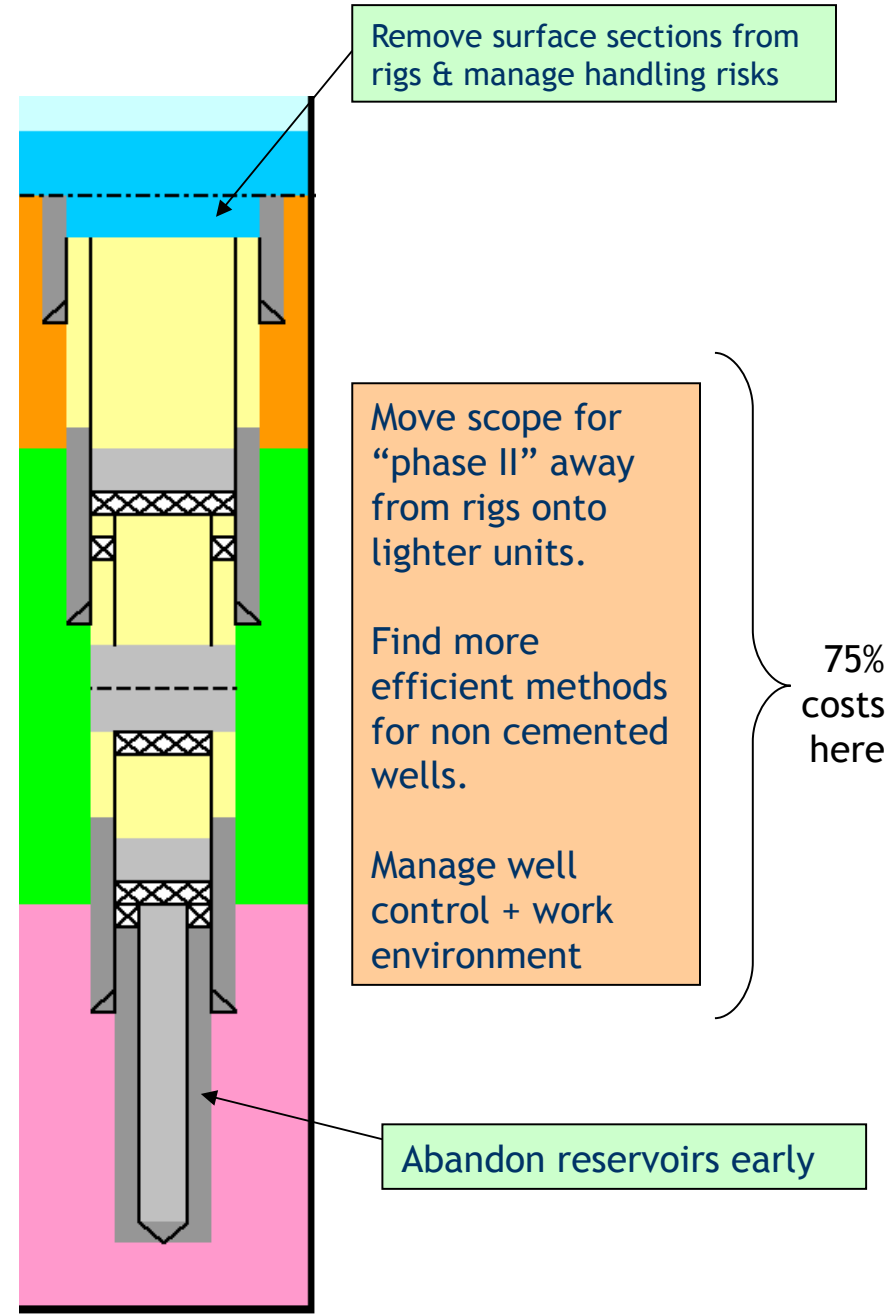 Remove surface sections from
rigs & manage handling risks
Move scope for
“phase II” away
from rigs onto
lighter units.
Find more
efficient methods
for non cemented
wells.
Manage well
control + work
environment
75%
costs
here
Abandon reservoirs early